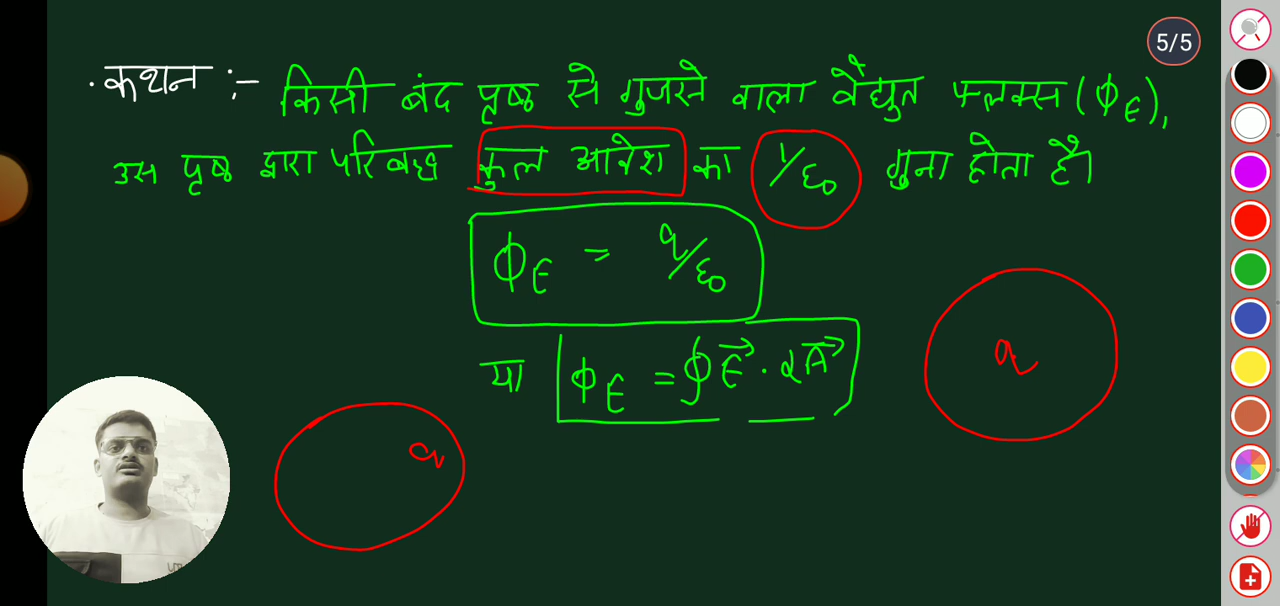 5/5
. कथन :- किसी बंद पृष्ठ से गुजरने वाला वैद्युत फ्लक्स (ϕE),
उस पृष्ठ द्वारा परिबद्ध कुल आवेश का 1/ε0 गुना होता है।
ϕE = q/ε0
या ϕE = ∮E⃗ · dA⃗
q
q